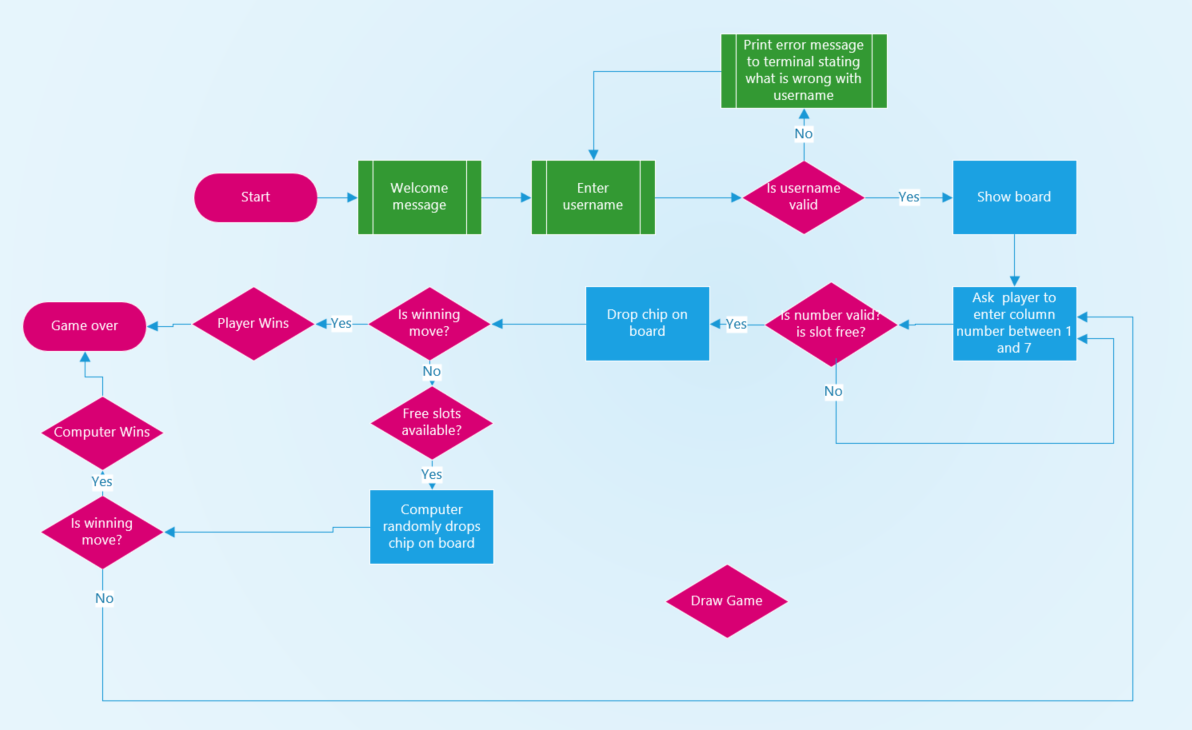 Print error message
to terminal stating
what is wrong with
username
No
Start
Welcome
message
Enter
username
Is username
valid
Yes
Show board
Game over
Player Wins
Yes
Is winning
move?
Drop chip on
board
Yes
Is number valid?
is slot free?
Ask player to
enter column
number between 1
and 7
No
No
Computer Wins
Free slots
available?
Yes
Yes
Is winning
move?
Computer
randomly drops
chip on board
No
Draw Game